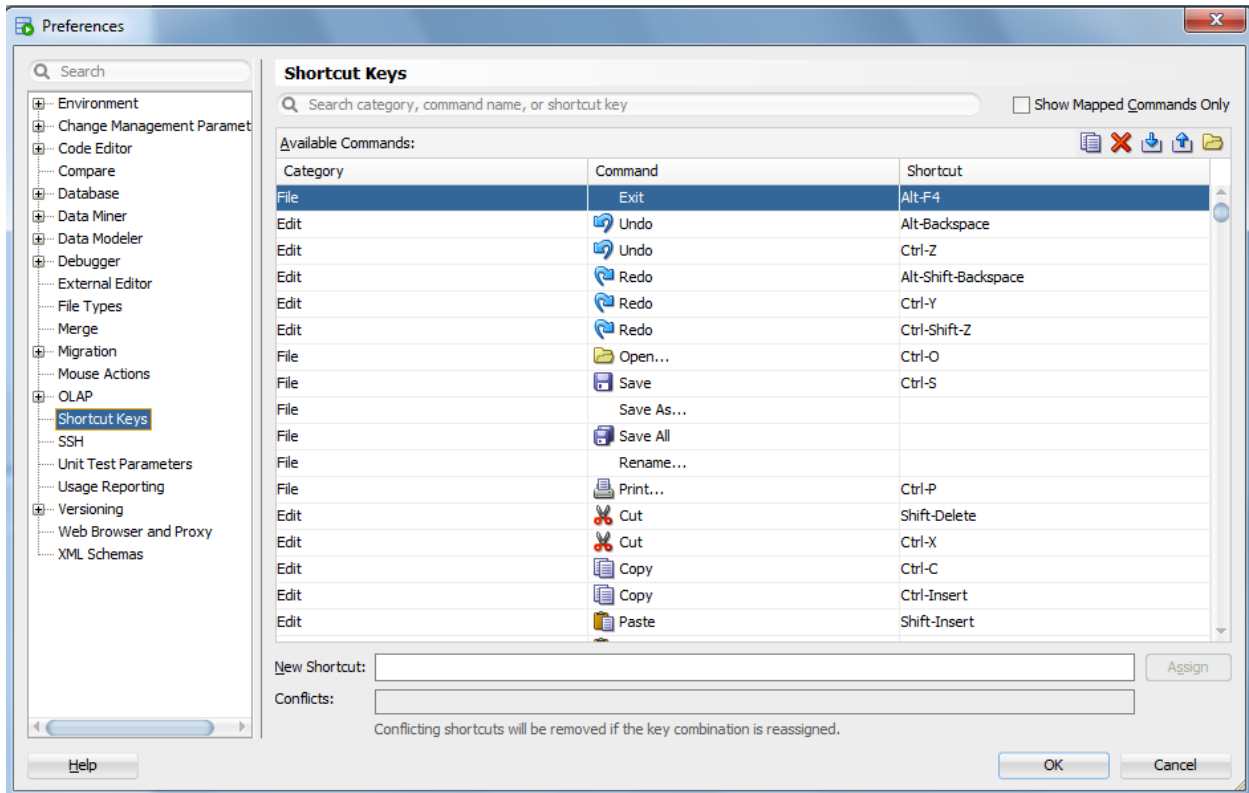 Preferences
Search
Environment
Change Management Paramet
Code Editor
Compare
Database
Data Miner
Data Modeler
Debugger
External Editor
File Types
Merge
Migration
Mouse Actions
OLAP
Shortcut Keys
SSH
Unit Test Parameters
Usage Reporting
Versioning
Web Browser and Proxy
XML Schemas
Shortcut Keys
Search category, command name, or shortcut key
Show Mapped Commands Only
Available Commands:
Category Command Shortcut
File Exit Alt-F4
Edit Undo Alt-Backspace
Edit Undo Ctrl-Z
Edit Redo Alt-Shift-Backspace
Edit Redo Ctrl-Y
Edit Redo Ctrl-Shift-Z
File Open... Ctrl-O
File Save Ctrl-S
File Save As...
File Save All
File Rename...
File Print... Ctrl-P
Edit Cut Shift-Delete
Edit Cut Ctrl-X
Edit Copy Ctrl-C
Edit Copy Ctrl-Insert
Edit Paste Shift-Insert
New Shortcut: Assign
Conflicts:
Conflicting shortcuts will be removed if the key combination is reassigned.
Help OK Cancel